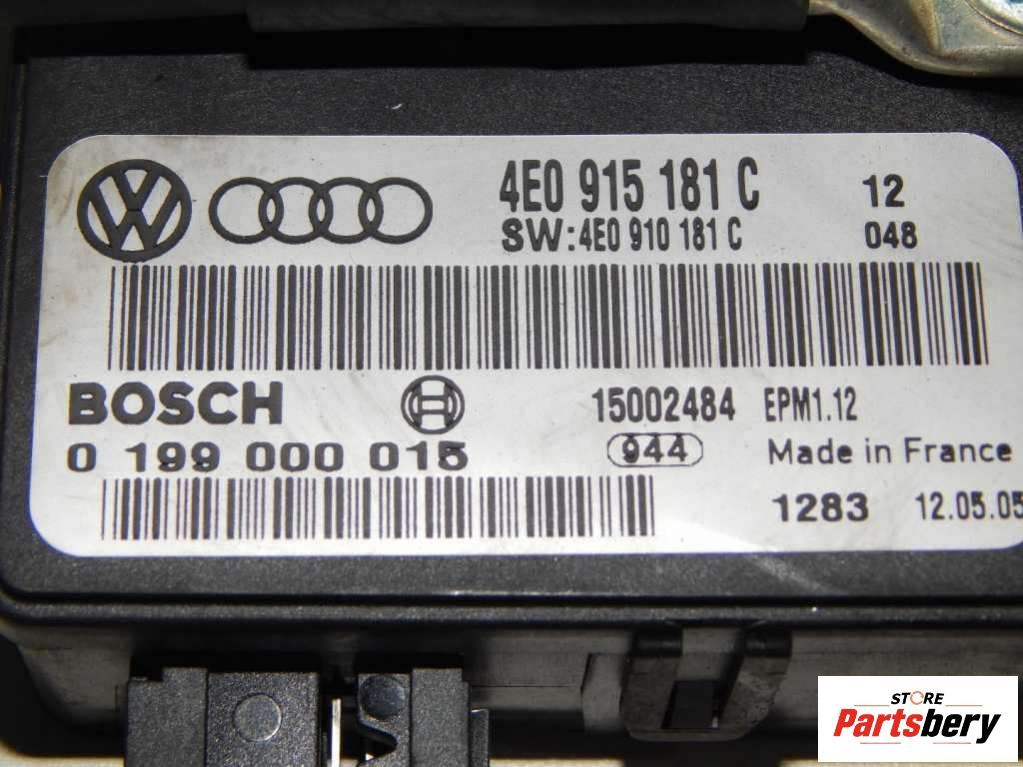 4E0 915 181 C 12
SW:4E0 910 181 C 048
BOSCH 15002484 EPM1.12
0 199 000 015 944 Made in France
1283 12.05.05
STORE
Partsbery